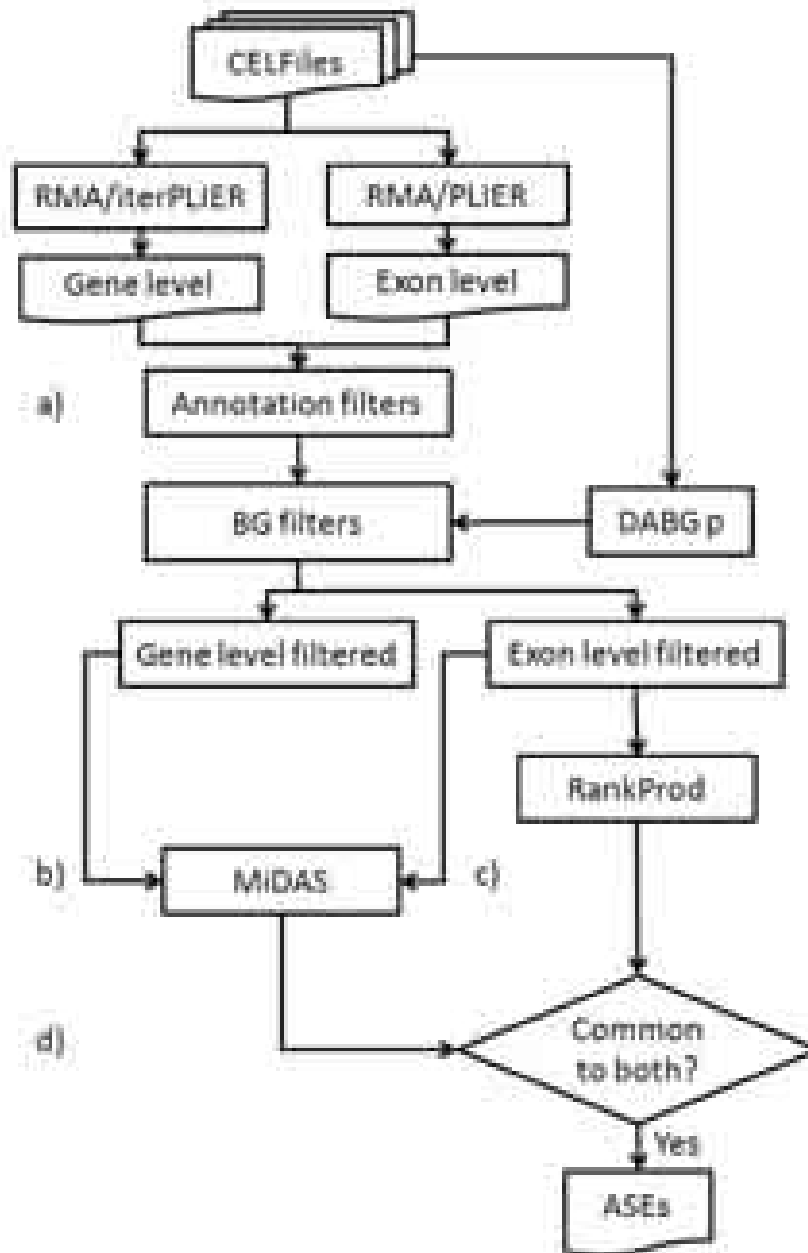 CELFiles
RMA/iterPLIER
RMA/PLIER
Gene level
Exon level
a)
Annotation filters
BG filters
DABG p
Gene level filtered
Exon level filtered
RankProd
b)
MiDAS
c)
d)
Common
to both?
Yes
ASEs